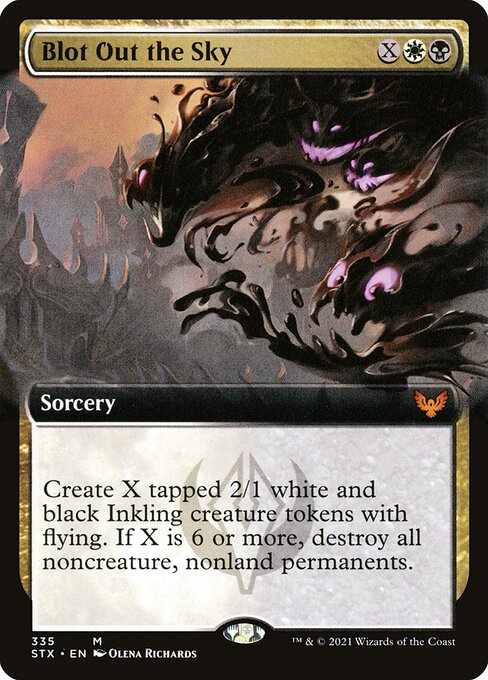 Blot Out the Sky X
Sorcery
Create X tapped 2/1 white and
black Inkling creature tokens with
flying. If X is 6 or more, destroy all
noncreature, nonland permanents.
335 M
STX • EN OLENA RICHARDS
™ & © 2021 Wizards of the Coast